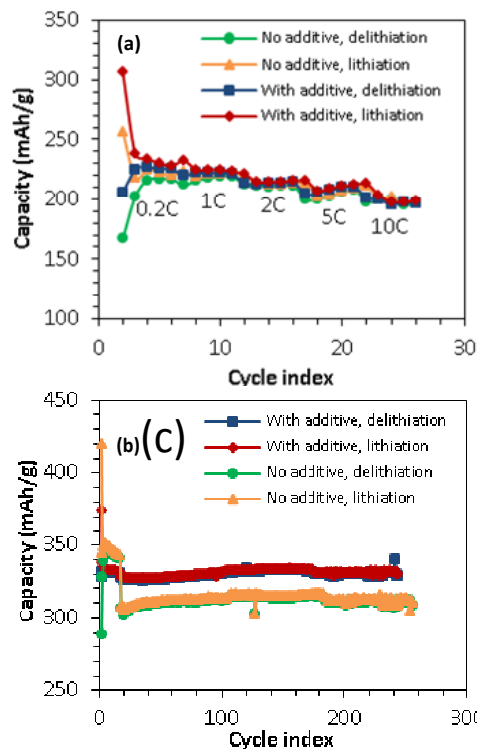 350
(a)
No additive, delithiation
No additive, lithiation
With additive, delithiation
With additive, lithiation
300
250
200
150
100
0.2C
1C
2C
5C
10C
Capacity (mAh/g)
0
10
20
30
Cycle index
450
(b) (C)
With additive, delithiation
With additive, lithiation
No additive, delithiation
No additive, lithiation
400
350
300
250
Capacity (mAh/g)
0
100
200
300
Cycle index